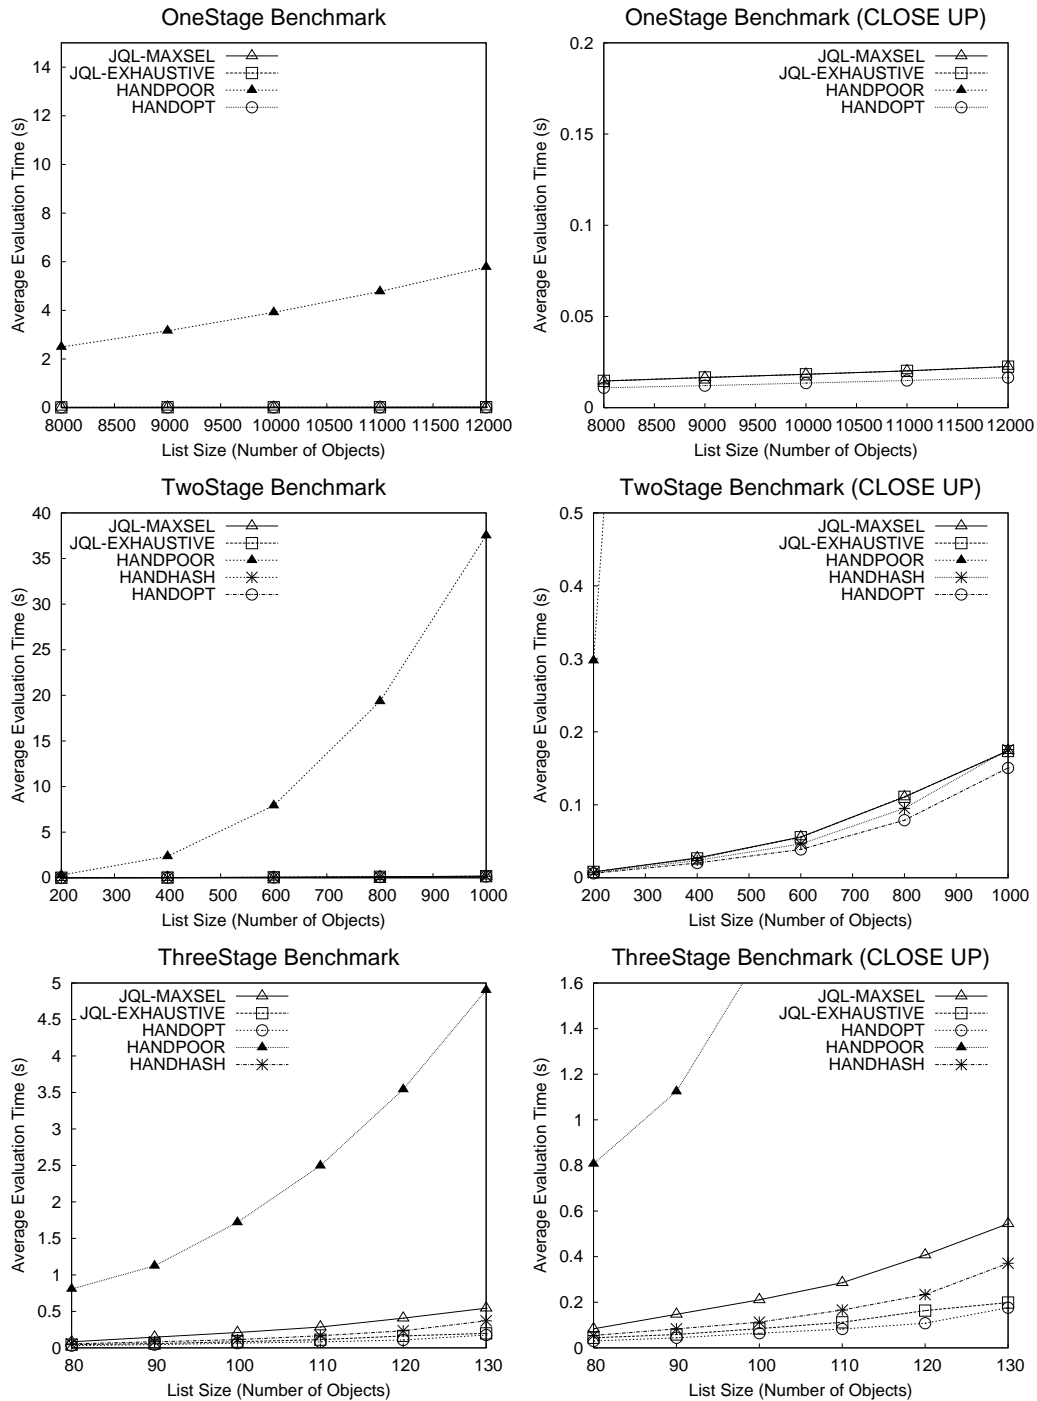 OneStage Benchmark
Average Evaluation Time (s)
14
12
10
8
6
4
2
0
JQL-MAXSEL
JQL-EXHAUSTIVE
HANDPOOR
HANDOPT
8000 8500 9000 9500 10000 10500 11000 11500 12000
List Size (Number of Objects)
OneStage Benchmark (CLOSE UP)
Average Evaluation Time (s)
0.2
0.15
0.1
0.05
0
JQL-MAXSEL
JQL-EXHAUSTIVE
HANDPOOR
HANDOPT
8000 8500 9000 9500 10000 10500 11000 11500 12000
List Size (Number of Objects)
TwoStage Benchmark
Average Evaluation Time (s)
40
35
30
25
20
15
10
5
0
JQL-MAXSEL
JQL-EXHAUSTIVE
HANDPOOR
HANDHASH
HANDOPT
200 300 400 500 600 700 800 900 1000
List Size (Number of Objects)
TwoStage Benchmark (CLOSE UP)
Average Evaluation Time (s)
0.5
0.4
0.3
0.2
0.1
0
JQL-MAXSEL
JQL-EXHAUSTIVE
HANDPOOR
HANDHASH
HANDOPT
200 300 400 500 600 700 800 900 1000
List Size (Number of Objects)
ThreeStage Benchmark
Average Evaluation Time (s)
5
4.5
4
3.5
3
2.5
2
1.5
1
0.5
0
JQL-MAXSEL
JQL-EXHAUSTIVE
HANDOPT
HANDPOOR
HANDHASH
80 90 100 110 120 130
List Size (Number of Objects)
ThreeStage Benchmark (CLOSE UP)
Average Evaluation Time (s)
1.6
1.4
1.2
1
0.8
0.6
0.4
0.2
0
JQL-MAXSEL
JQL-EXHAUSTIVE
HANDOPT
HANDPOOR
HANDHASH
80 90 100 110 120 130
List Size (Number of Objects)